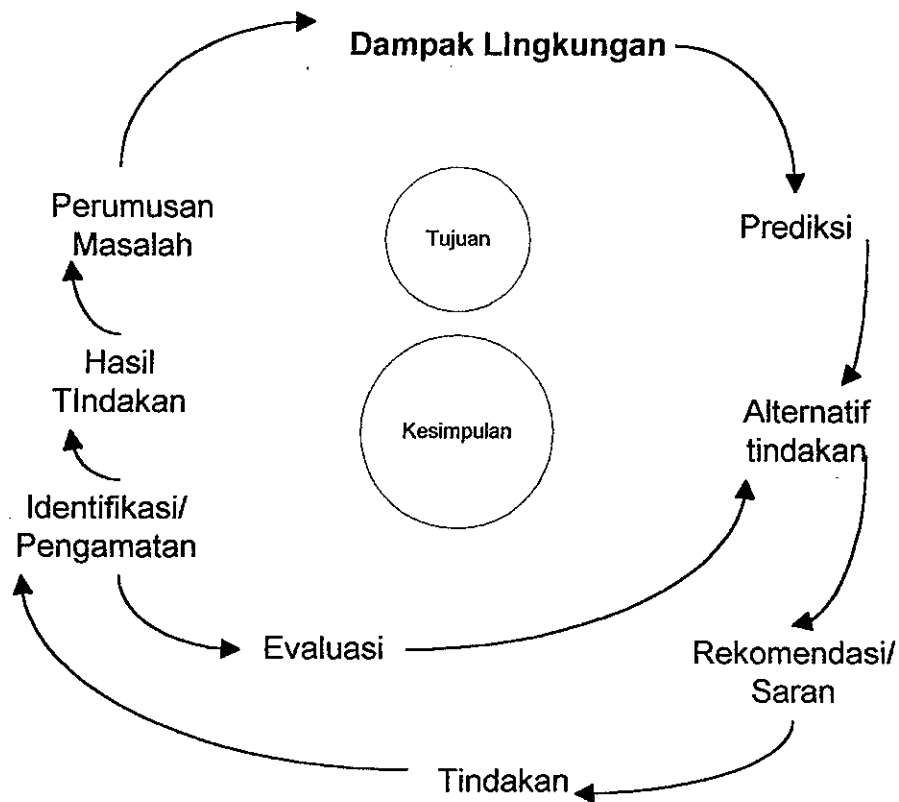 Dampak LIngkungan
Perumusan
Masalah
Tujuan
Prediksi
Hasil
TIndakan
Kesimpulan
Alternatif
tindakan
Identifikasi/
Pengamatan
Evaluasi
Rekomendasi/
Saran
Tindakan